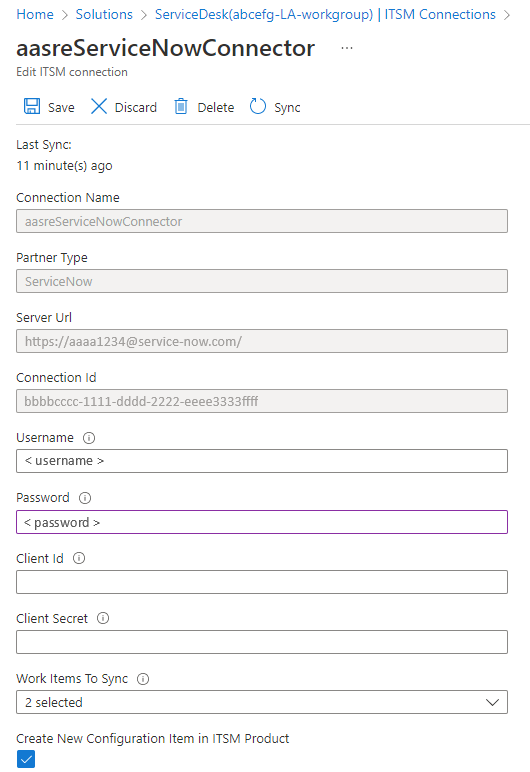 Home > Solutions > ServiceDesk(abcefg-LA-workgroup) | ITSM Connections >
aasreServiceNowConnector ...
Edit ITSM connection
Save Discard Delete Sync
Last Sync:
11 minute(s) ago
Connection Name
aasreServiceNowConnector
Partner Type
ServiceNow
Server Url
https://aaaa1234@service-now.com/
Connection Id
bbbbcccc-1111-dddd-2222-eeee3333ffff
Username
< username >
Password
< password >
Client Id
Client Secret
Work Items To Sync
2 selected
Create New Configuration Item in ITSM Product